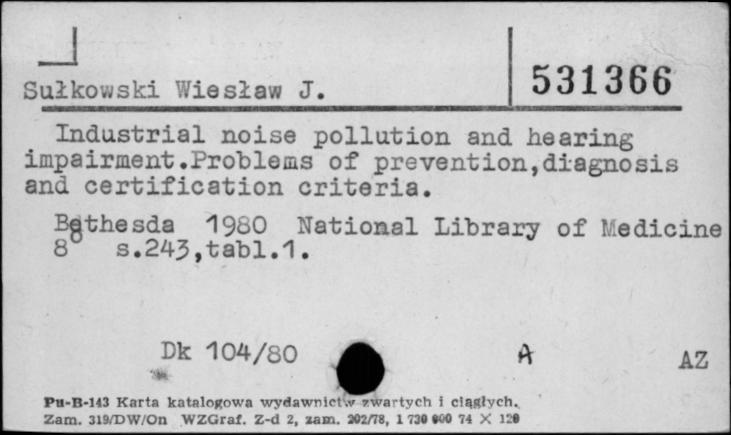 Sułkowski Wiesław J.
531366
Industrial noise pollution and hearing
impairment.Problems of prevention,diagnosis
and certification criteria.
Bethesda 1980 National Library of Medicine
8° s.243,tabl.1.
Dk 104/80 A AZ
Pu-B-143 Karta katalogowa wydawnictw zwartych i ciągłych.
Zam. 319/DW/On WZGraf. Z-d 2, zam. 202/78, 1 730 000 74 X 120